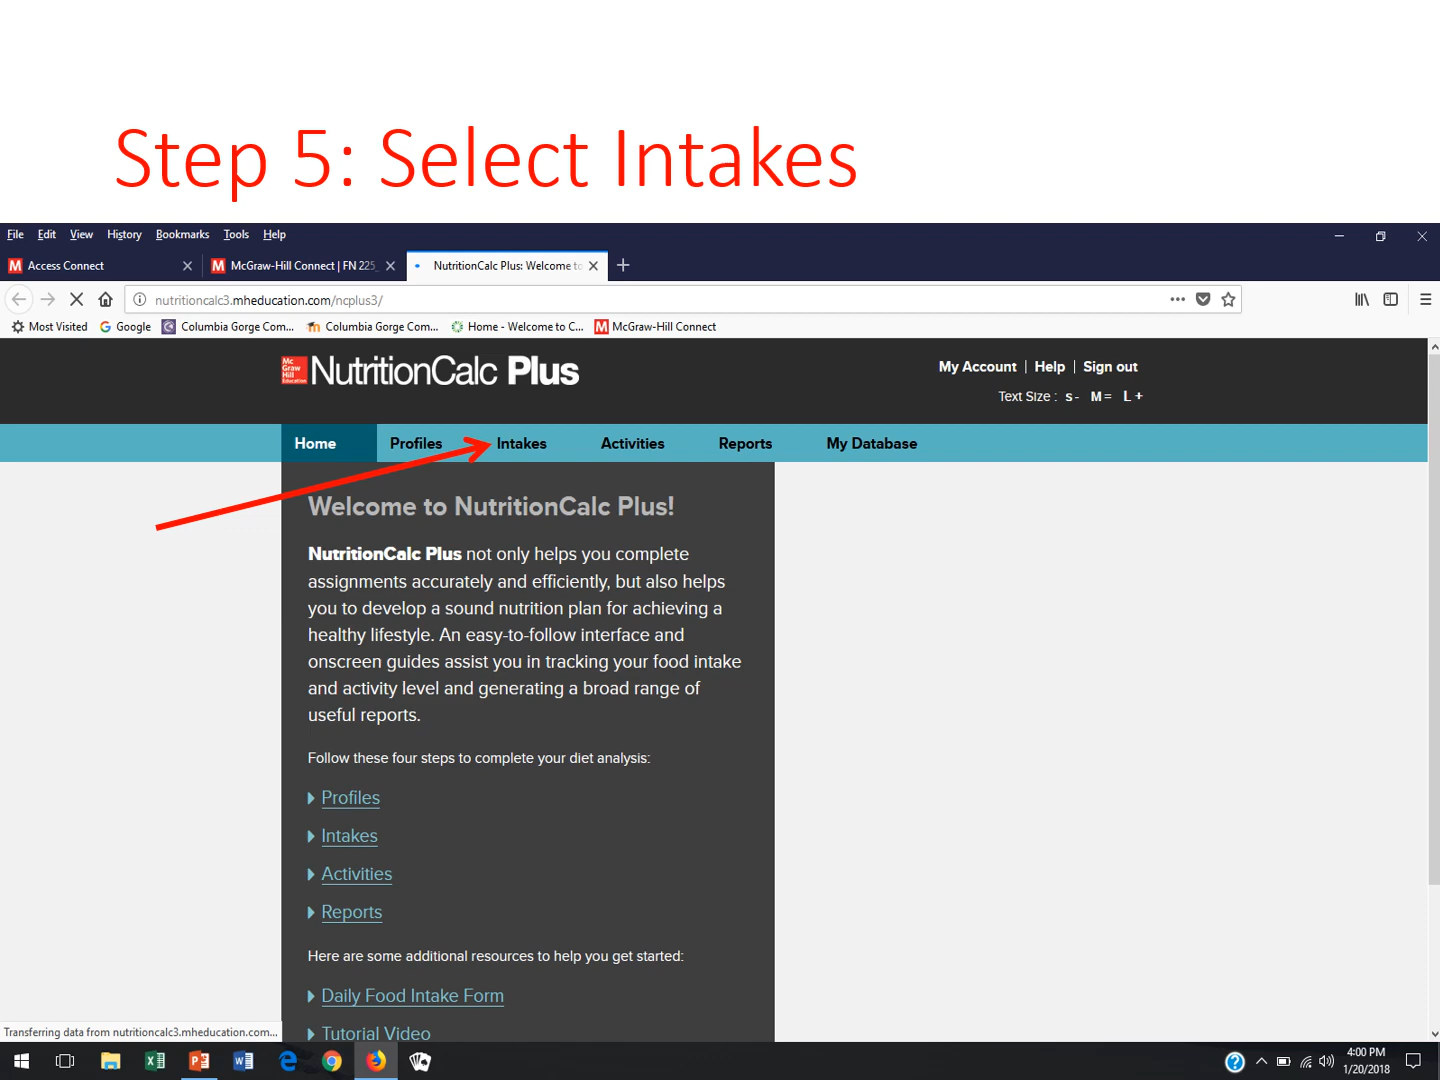 Step 5: Select Intakes
File Edit View History Bookmarks Tools Help
M Access Connect M McGraw-Hill Connect | FN 225_ NutritionCalc Plus: Welcome to
nutritioncalc3.mheducation.com/ncplus3/
Most Visited Google Columbia Gorge Com... Columbia Gorge Com... Home - Welcome to C... M McGraw-Hill Connect
Mc Graw Hill Education NutritionCalc Plus
My Account | Help | Sign out
Text Size : s - M = L +
Home Profiles Intakes Activities Reports My Database
Welcome to NutritionCalc Plus!
NutritionCalc Plus not only helps you complete
assignments accurately and efficiently, but also helps
you to develop a sound nutrition plan for achieving a
healthy lifestyle. An easy-to-follow interface and
onscreen guides assist you in tracking your food intake
and activity level and generating a broad range of
useful reports.
Follow these four steps to complete your diet analysis:
Profiles
Intakes
Activities
Reports
Here are some additional resources to help you get started:
Daily Food Intake Form
Tutorial Video
Transferring data from nutritioncalc3.mheducation.com...
4:00 PM
1/20/2018